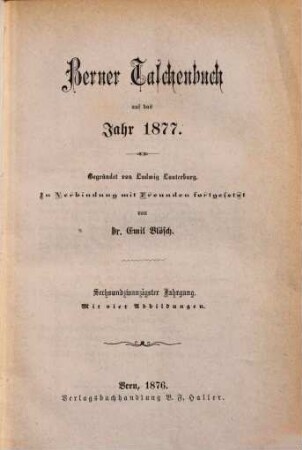 Berner Taschenbuch
auf das
Jahr 1877.
Gegründet von Ludwig Lauterburg.
In Verbindung mit Freunden fortgesetzt
von
Dr. Emil Blösch.
Sechsundzwanzigster Jahrgang.
Mit vier Abbildungen.
Bern, 1876.
Verlagsbuchhandlung B. F. Haller.